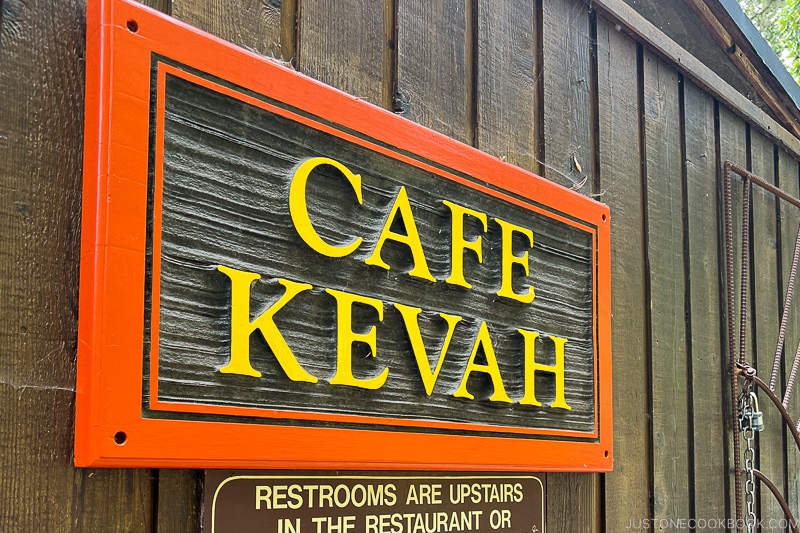 CAFE
KEVAH
RESTROOMS ARE UPSTAIRS
IN THE RESTAURANT OR
JUSTONECOOKBOOK.COM